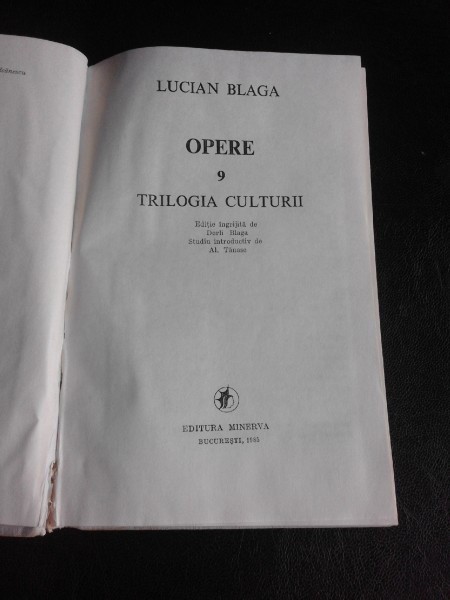 LUCIAN BLAGA
OPERE
9
TRILOGIA CULTURII
Ediție îngrijită de
Dorli Blaga
Studiu introductiv de
Al. Tănase
EDITURA MINERVA
BUCUREȘTI, 1985